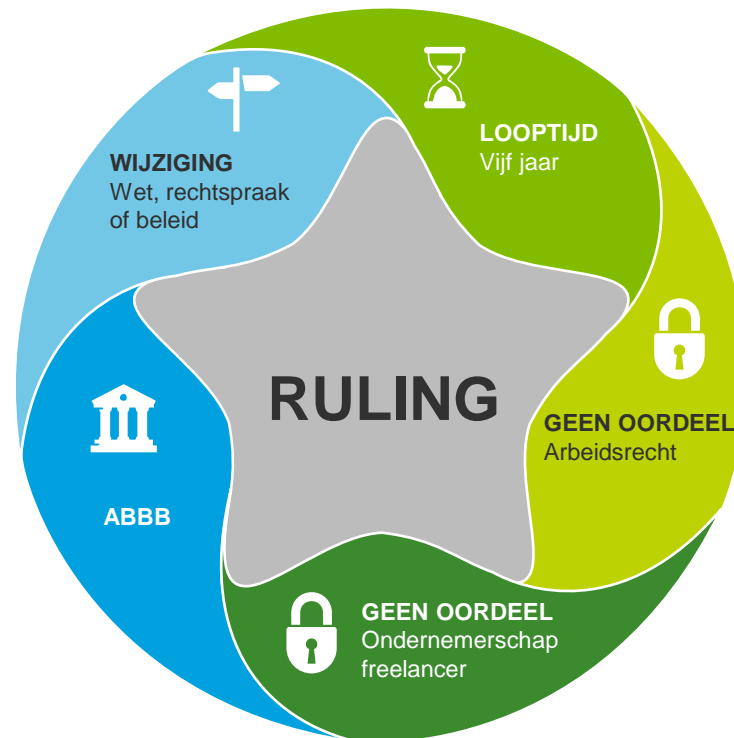 LOOPTIJD
Vijf jaar
WIJZIGING
Wet, rechtspraak
of beleid
RULING
GEEN OORDEEL
Arbeidsrecht
ABBB
GEEN OORDEEL
Ondernemerschap
freelancer